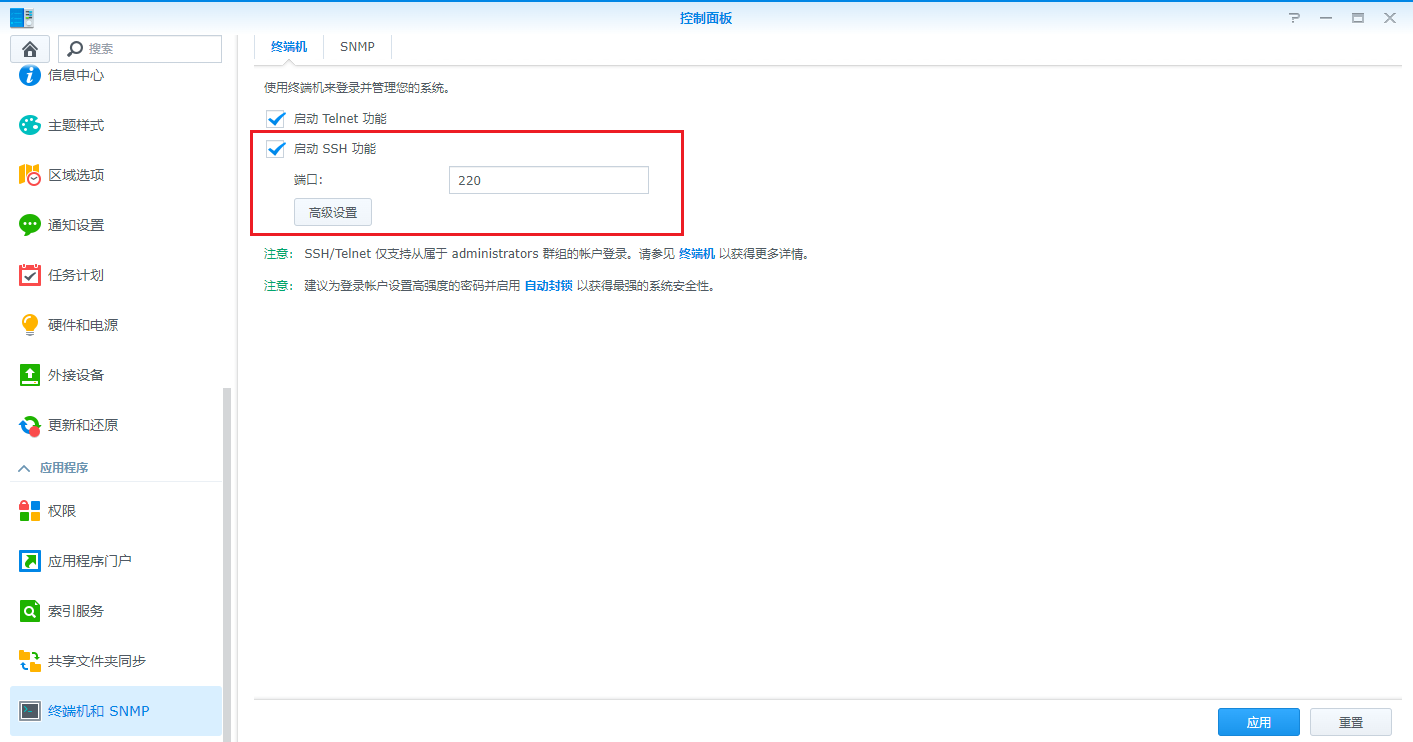 控制面板
搜索
信息中心
主题样式
区域选项
通知设置
任务计划
硬件和电源
外接设备
更新和还原
应用程序
权限
应用程序门户
索引服务
共享文件夹同步
终端机和 SNMP
终端机 SNMP
使用终端机来登录并管理您的系统。
启动 Telnet 功能
启动 SSH 功能
端口: 220
高级设置
注意: SSH/Telnet 仅支持从属于 administrators 群组的帐户登录。请参见 终端机 以获得更多详情。
注意: 建议为登录帐户设置高强度的密码并启用 自动封锁 以获得最强的系统安全性。
应用 重置